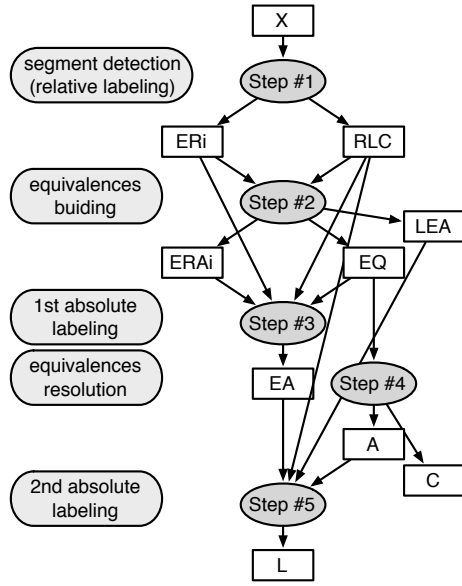 X
segment detection
(relative labeling)
Step #1
ERi
RLC
equivalences
buiding
Step #2
LEA
ERAi
EQ
1st absolute
labeling
Step #3
equivalences
resolution
EA
Step #4
A
C
2nd absolute
labeling
Step #5
L